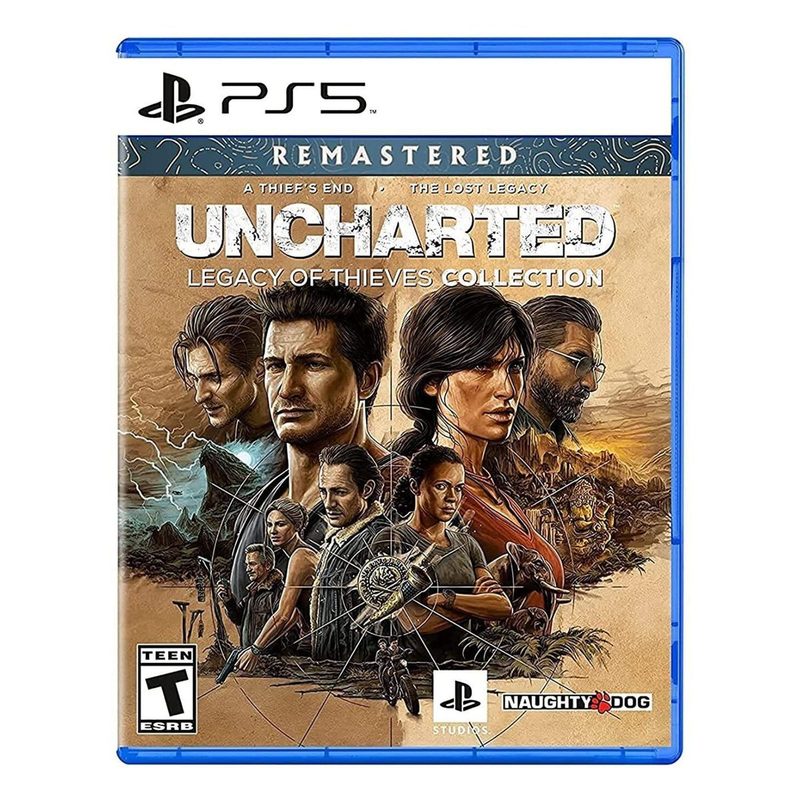 PS5
REMASTERED
A THIEF'S END • THE LOST LEGACY
UNCHARTED
LEGACY OF THIEVES COLLECTION
TEEN
T
ESRB
STUDIOS
NAUGHTY DOG